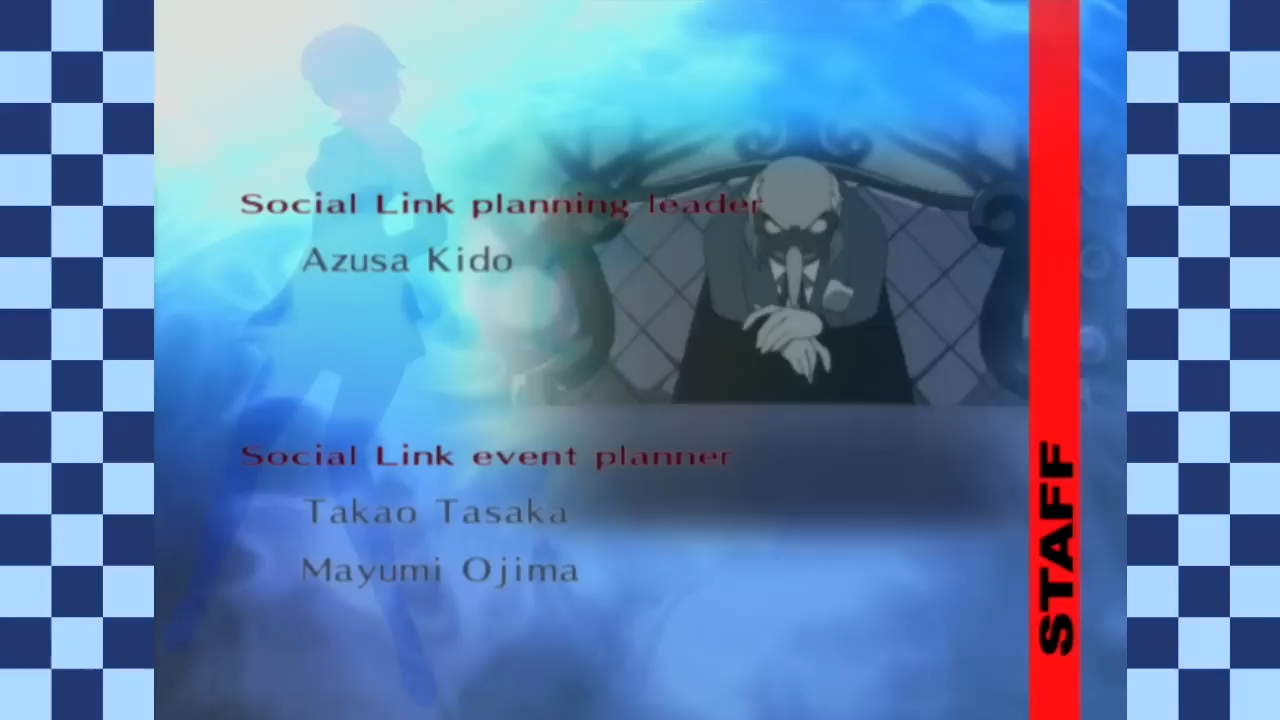 Social Link planning leader
Azusa Kido
Social Link event planner
Takao Tasaka
Mayumi Ojima
STAFF